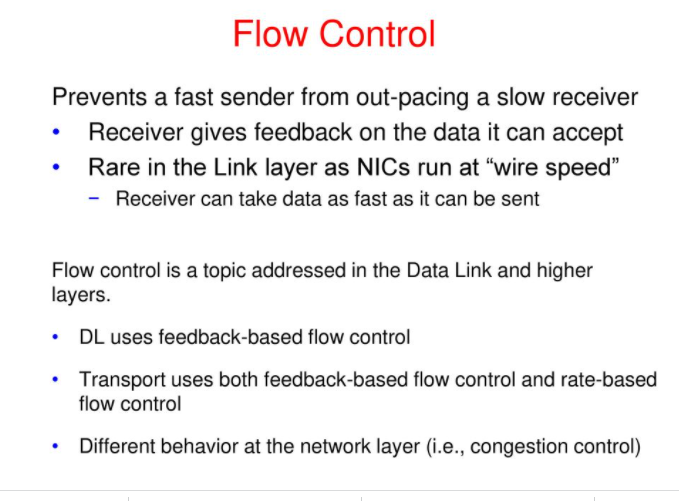 Flow Control
Prevents a fast sender from out-pacing a slow receiver
• Receiver gives feedback on the data it can accept
• Rare in the Link layer as NICs run at “wire speed”
– Receiver can take data as fast as it can be sent
Flow control is a topic addressed in the Data Link and higher
layers.
• DL uses feedback-based flow control
• Transport uses both feedback-based flow control and rate-based
flow control
• Different behavior at the network layer (i.e., congestion control)